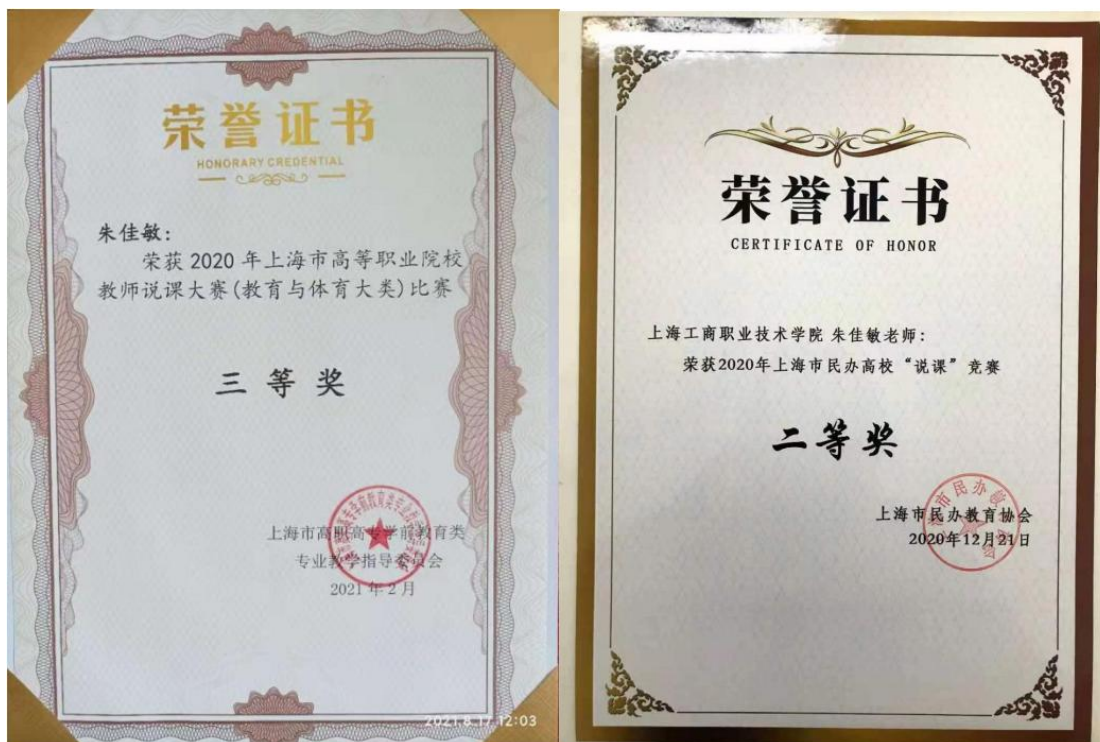 荣誉证书
HONORARY CREDENTIAL
朱佳敏：
荣获 2020 年上海市高等职业院校
教师说课大赛(教育与体育大类)比赛
三等奖
上海市高职高专学前教育类
专业教学指导委员会
2021 年 2 月
2021.8.17 12:03
荣誉证书
CERTIFICATE OF HONOR
上海工商职业技术学院 朱佳敏老师：
荣获2020年上海市民办高校“说课”竞赛
二等奖
上海市民办教育协会
2020年12月21日